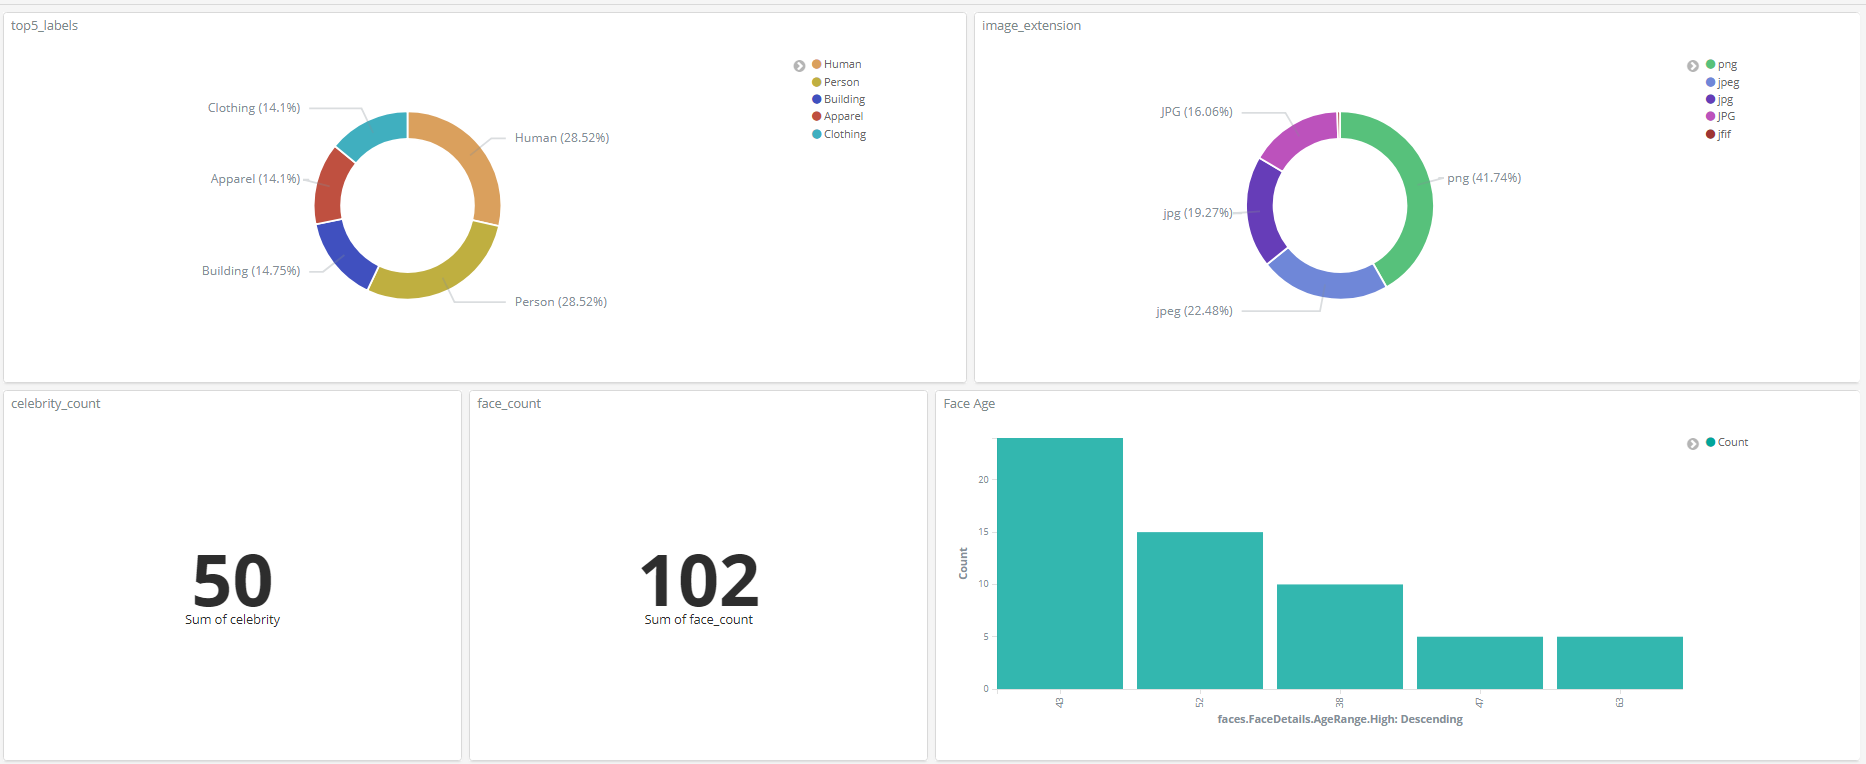 top5_labels
Human
Person
Building
Apparel
Clothing
Clothing (14.1%)
Human (28.52%)
Apparel (14.1%)
Building (14.75%)
Person (28.52%)
image_extension
png
jpeg
jpg
JPG
jfif
JPG (16.06%)
png (41.74%)
jpg (19.27%)
jpeg (22.48%)
celebrity_count
50
Sum of celebrity
face_count
102
Sum of face_count
Face Age
Count
20
15
10
5
0
Count
43
52
38
47
63
faces.FaceDetails.AgeRange.High: Descending